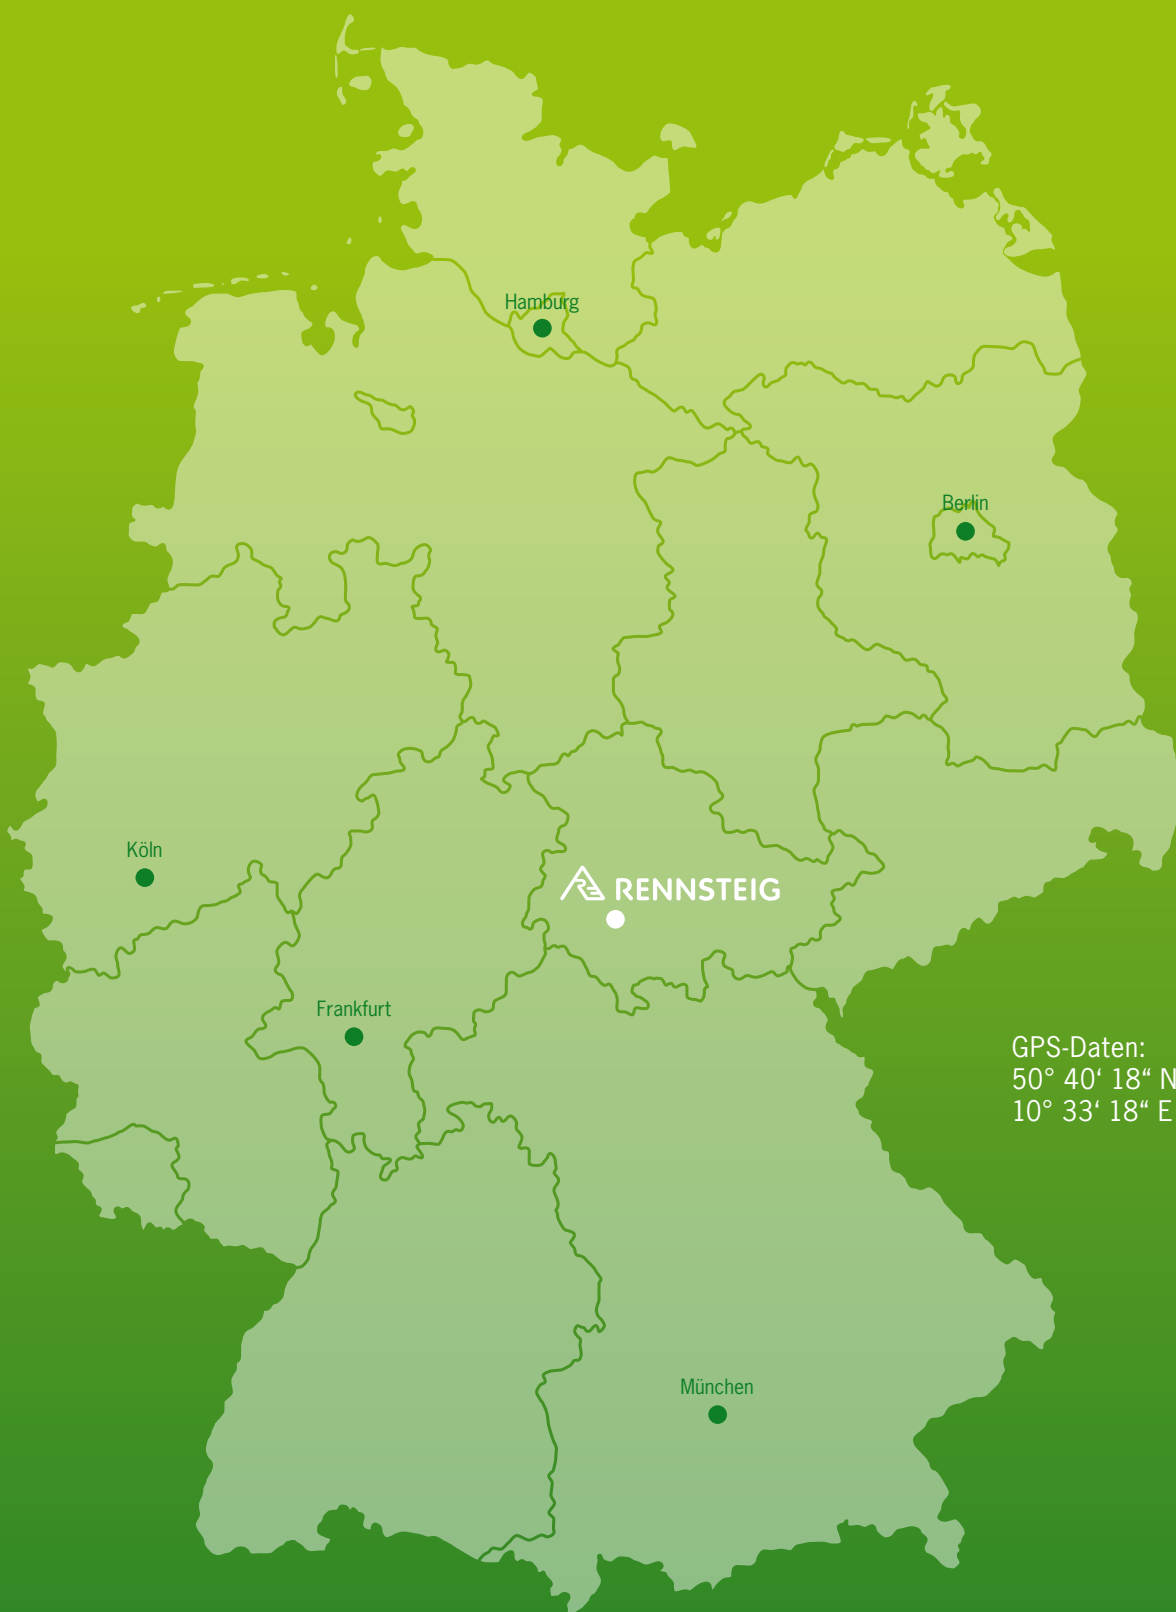 Hamburg
Berlin
Köln
RENNSTEIG
Frankfurt
GPS-Daten:
50° 40‘ 18“ N
10° 33‘ 18“ E
München